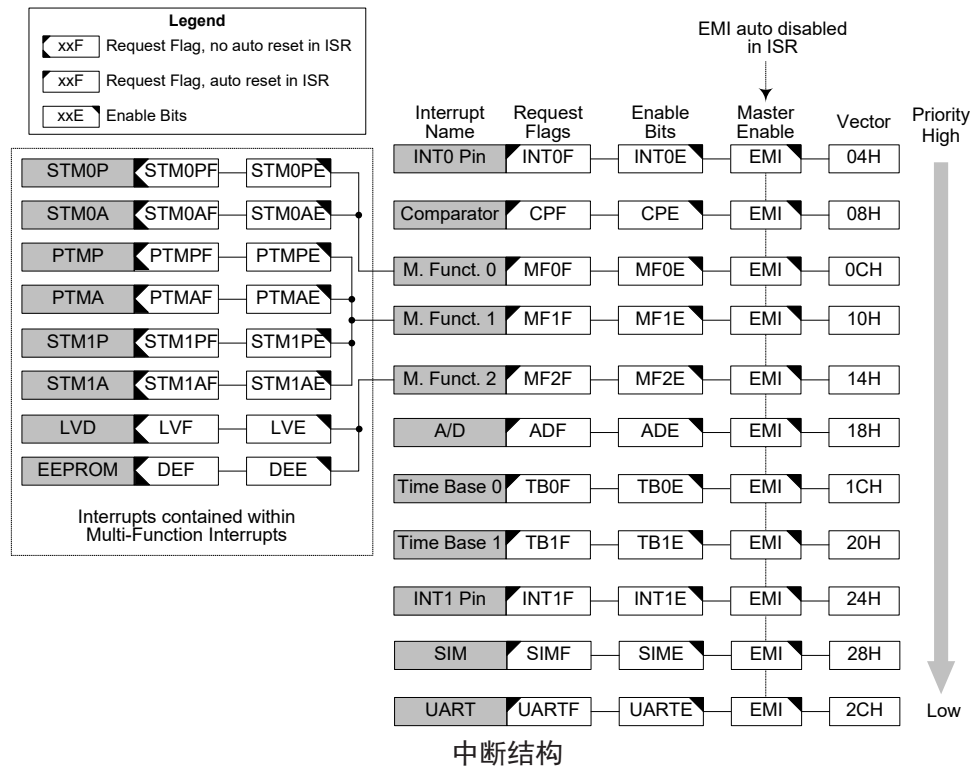 Legend
xxF Request Flag, no auto reset in ISR
xxF Request Flag, auto reset in ISR
xxE Enable Bits
EMI auto disabled
in ISR
Interrupt Name Request Flags Enable Bits Master Enable Vector Priority High
STM0P STM0PF STM0PE
STM0A STM0AF STM0AE
PTMP PTMPF PTMPE
PTMA PTMAF PTMAE
STM1P STM1PF STM1PE
STM1A STM1AF STM1AE
LVD LVF LVE
EEPROM DEF DEE
Interrupts contained within
Multi-Function Interrupts
INT0 Pin INT0F INT0E EMI 04H
Comparator CPF CPE EMI 08H
M. Funct. 0 MF0F MF0E EMI 0CH
M. Funct. 1 MF1F MF1E EMI 10H
M. Funct. 2 MF2F MF2E EMI 14H
A/D ADF ADE EMI 18H
Time Base 0 TB0F TB0E EMI 1CH
Time Base 1 TB1F TB1E EMI 20H
INT1 Pin INT1F INT1E EMI 24H
SIM SIMF SIME EMI 28H
UART UARTF UARTE EMI 2CH Low
中断结构